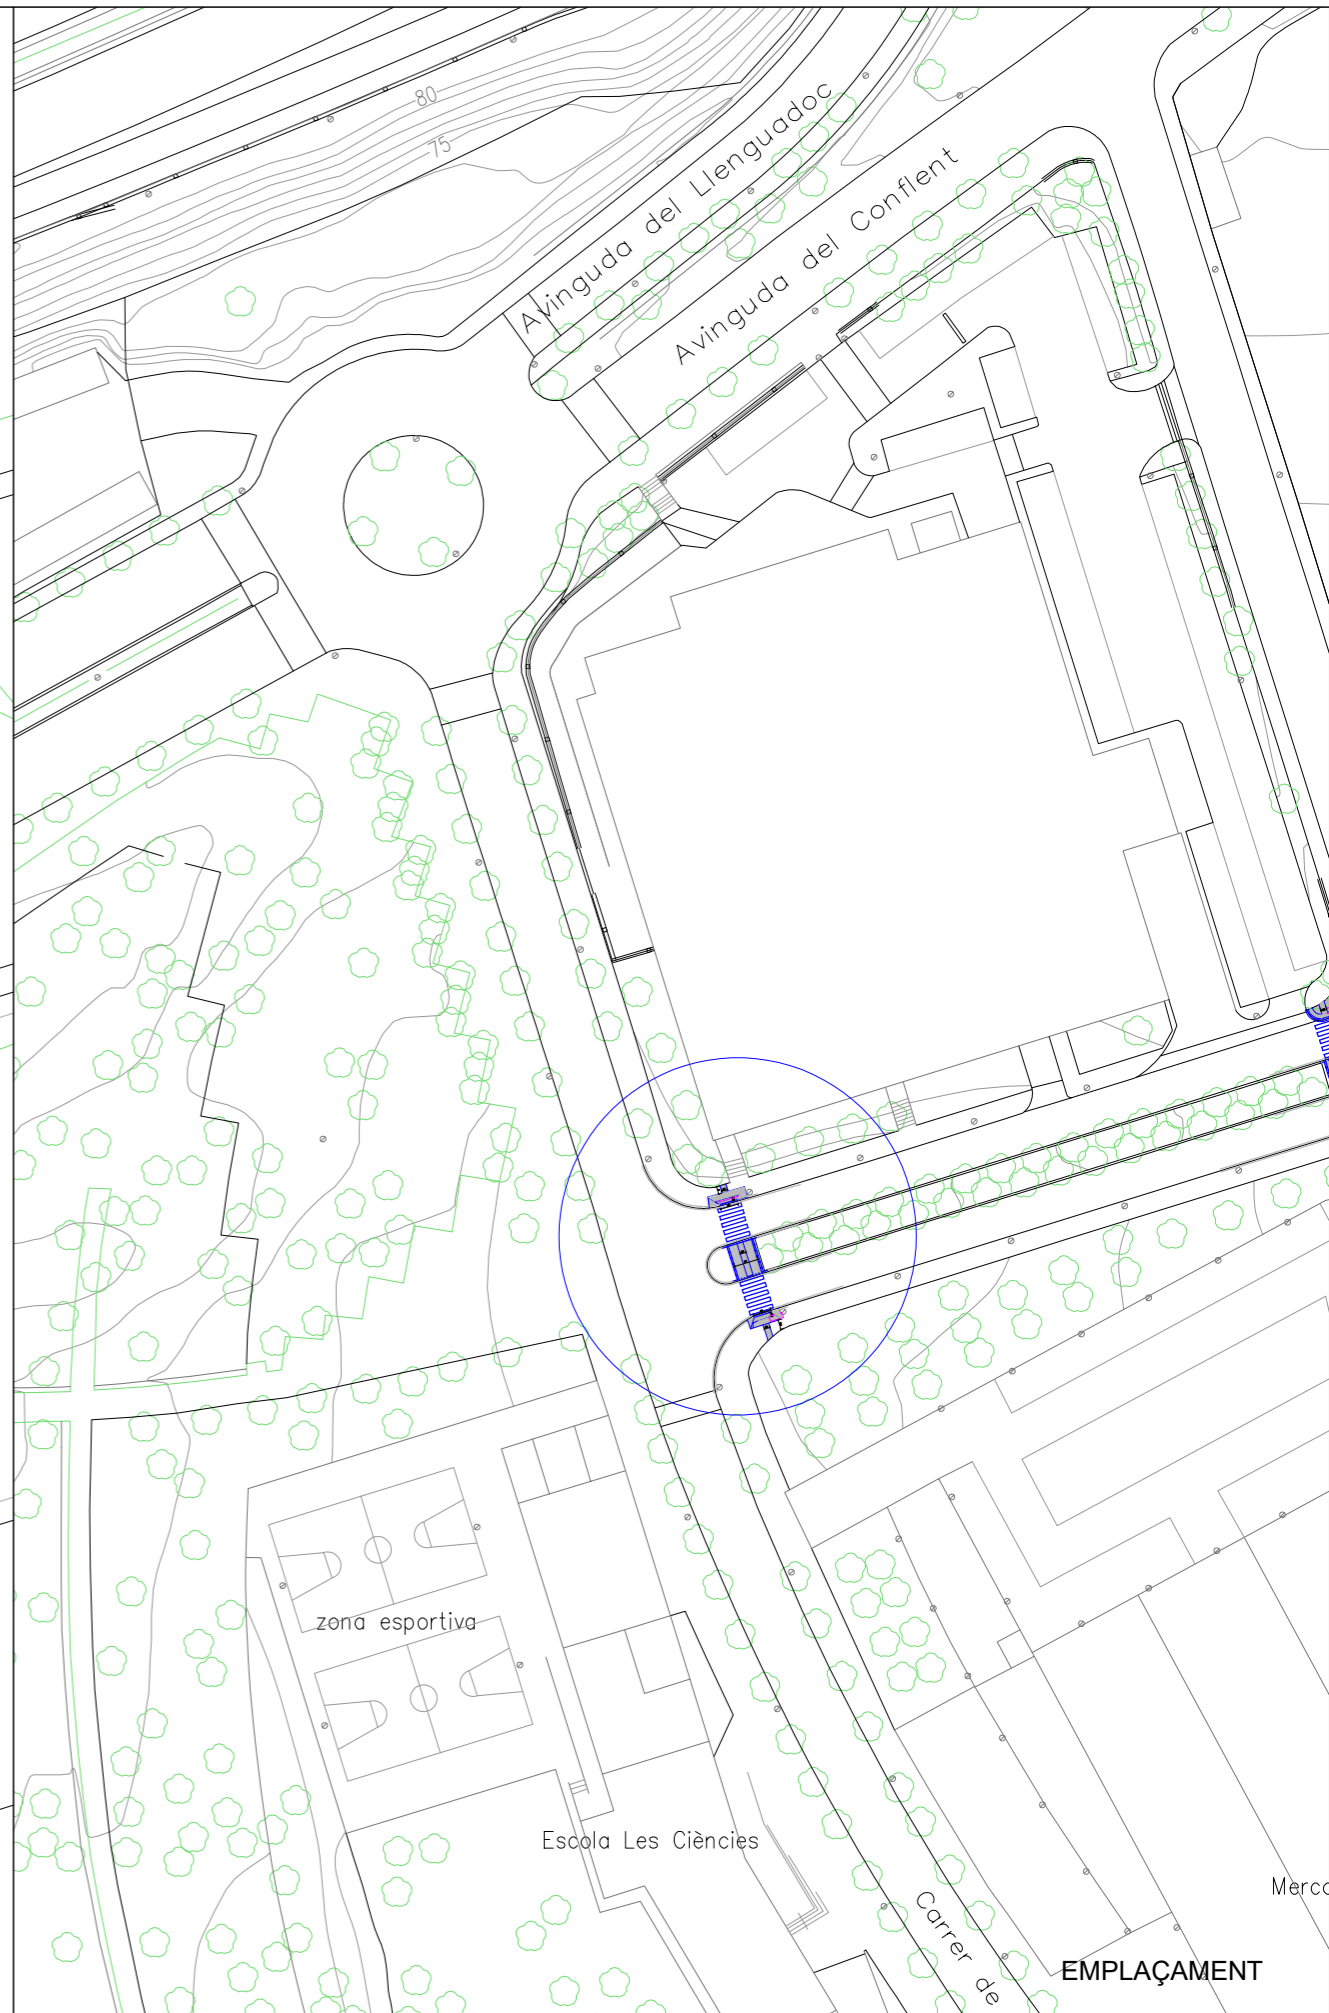 80
75
Avinguda del Llenguadoc
Avinguda del Conflent
zona esportiva
Escola Les Ciències
Carrer de
EMPLAÇAMENT